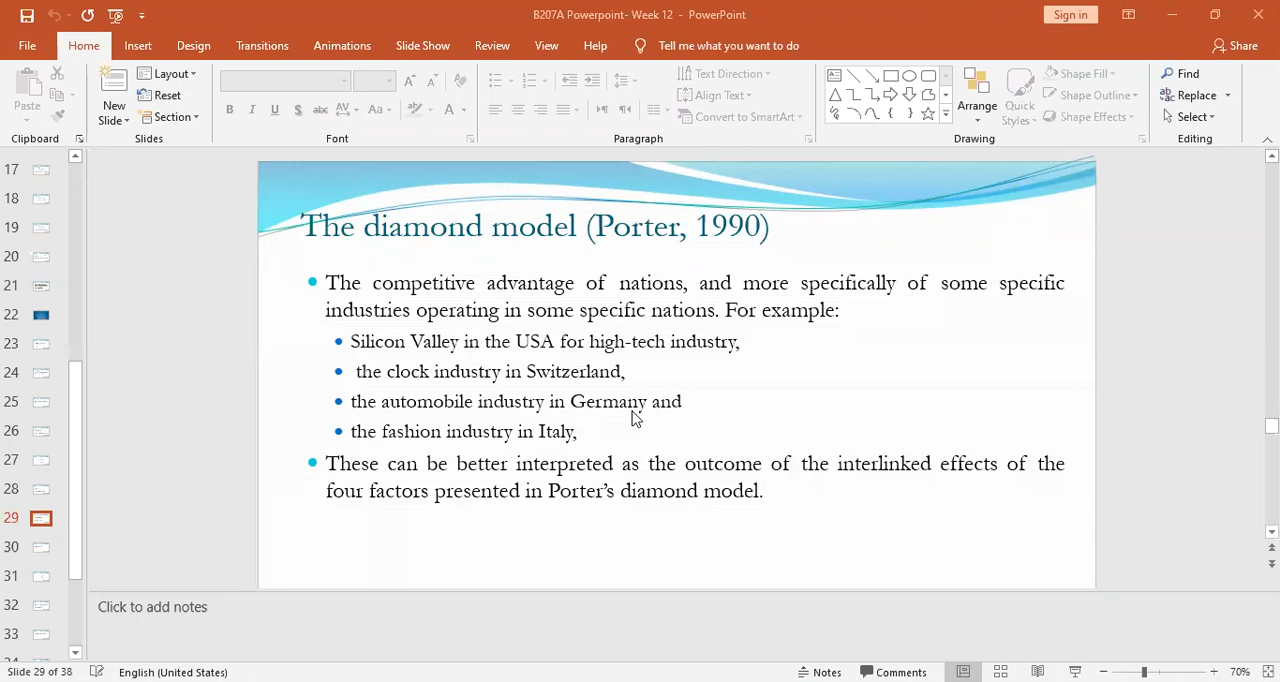 B207A Powerpoint- Week 12 - PowerPoint
Sign in
File Home Insert Design Transitions Animations Slide Show Review View Help Tell me what you want to do
Share
Paste
New Slide
Layout
Reset
Section
B I U S abc AV Aa A
Text Direction
Align Text
Convert to SmartArt
Arrange
Quick Styles
Shape Fill
Shape Outline
Shape Effects
Find
Replace
Select
Clipboard Slides Font Paragraph Drawing Editing
17
18
19
20
21
22
23
24
25
26
27
28
29
30
31
32
33
The diamond model (Porter, 1990)
The competitive advantage of nations, and more specifically of some specific
industries operating in some specific nations. For example:
Silicon Valley in the USA for high-tech industry,
the clock industry in Switzerland,
the automobile industry in Germany and
the fashion industry in Italy,
These can be better interpreted as the outcome of the interlinked effects of the
four factors presented in Porter's diamond model.
Click to add notes
Slide 29 of 38 English (United States) Notes Comments 70%